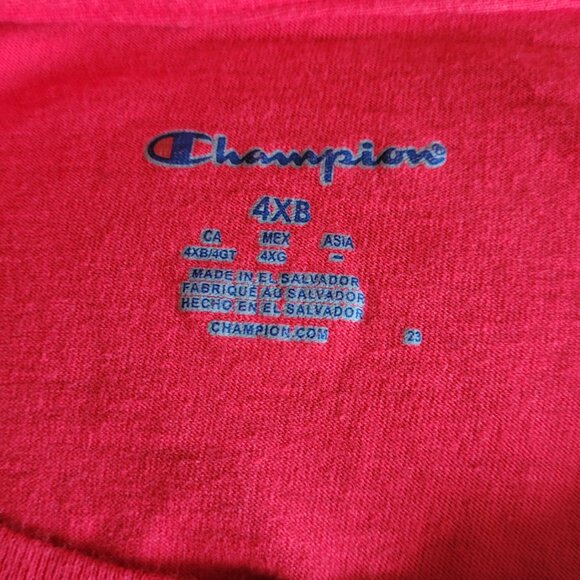 Champion®
4XB
CA MEX ASIA
4XB/4GT 4XG –
MADE IN EL SALVADOR
FABRIQUÉ AU SALVADOR
HECHO EN EL SALVADOR
CHAMPION.COM
23